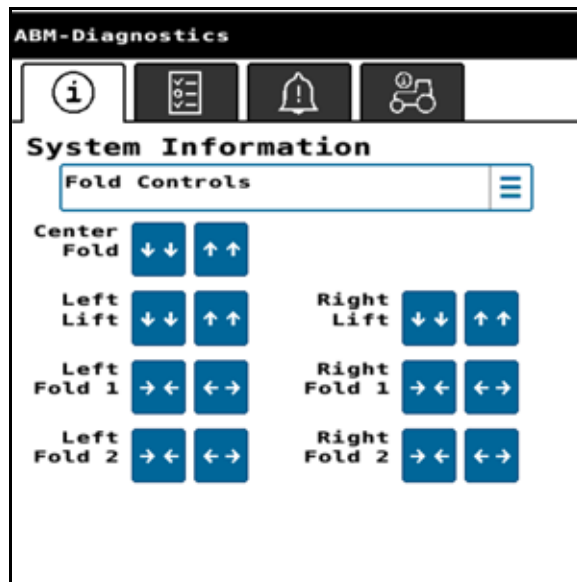 ABM-Diagnostics
System Information
Fold Controls
Center
Fold
Left
Lift
Right
Lift
Left
Fold 1
Right
Fold 1
Left
Fold 2
Right
Fold 2